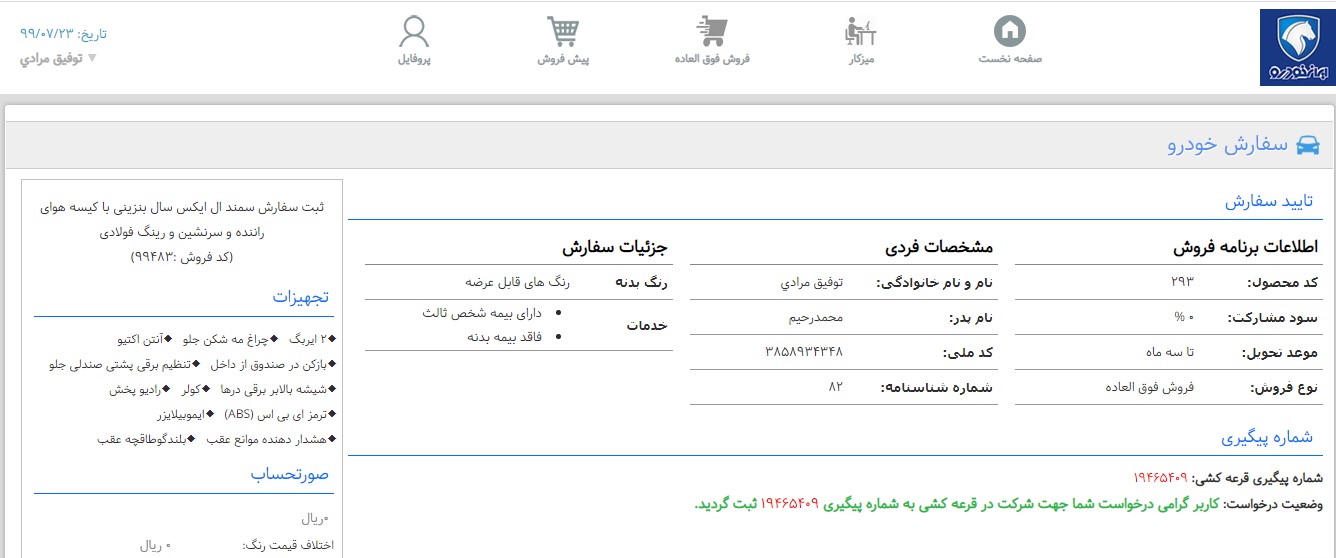 ایران‌خودرو
صفحه نخست
میزکار
فروش فوق العاده
پیش فروش
پروفایل
تاریخ: ۹۹/۰۷/۲۳
توفیق مرادي
سفارش خودرو
تایید سفارش
اطلاعات برنامه فروش
کد محصول: ۲۹۳
سود مشارکت: ۰ %
موعد تحویل: تا سه ماه
نوع فروش: فروش فوق العاده
مشخصات فردی
نام و نام خانوادگی: توفیق مرادي
نام پدر: محمدرحیم
کد ملی: ۳۸۵۸۹۳۴۳۴۸
شماره شناسنامه: ۸۲
جزئیات سفارش
رنگ بدنه رنگ های قابل عرضه
خدمات
• دارای بیمه شخص ثالث
• فاقد بیمه بدنه
شماره پیگیری
شماره پیگیری قرعه کشی: ۱۹۴۶۵۴۰۹
وضعیت درخواست: کاربر گرامی درخواست شما جهت شرکت در قرعه کشی به شماره پیگیری ۱۹۴۶۵۴۰۹ ثبت گردید.
ثبت سفارش سمند ال ایکس سال بنزینی با کیسه هوای
راننده و سرنشین و رینگ فولادی
(کد فروش :۹۹۴۸۳)
تجهیزات
◆۲ ایربگ ◆چراغ مه شکن جلو ◆آنتن اکتیو
◆بازکن در صندوق از داخل ◆تنظیم برقی پشتی صندلی جلو
◆شیشه بالابر برقی درها ◆کولر ◆رادیو پخش
◆ترمز ای بی اس (ABS) ◆ایموبیلایزر
◆هشدار دهنده موانع عقب ◆بلندگوطاقچه عقب
صورتحساب
۰ریال
اختلاف قیمت رنگ: ۰ ریال